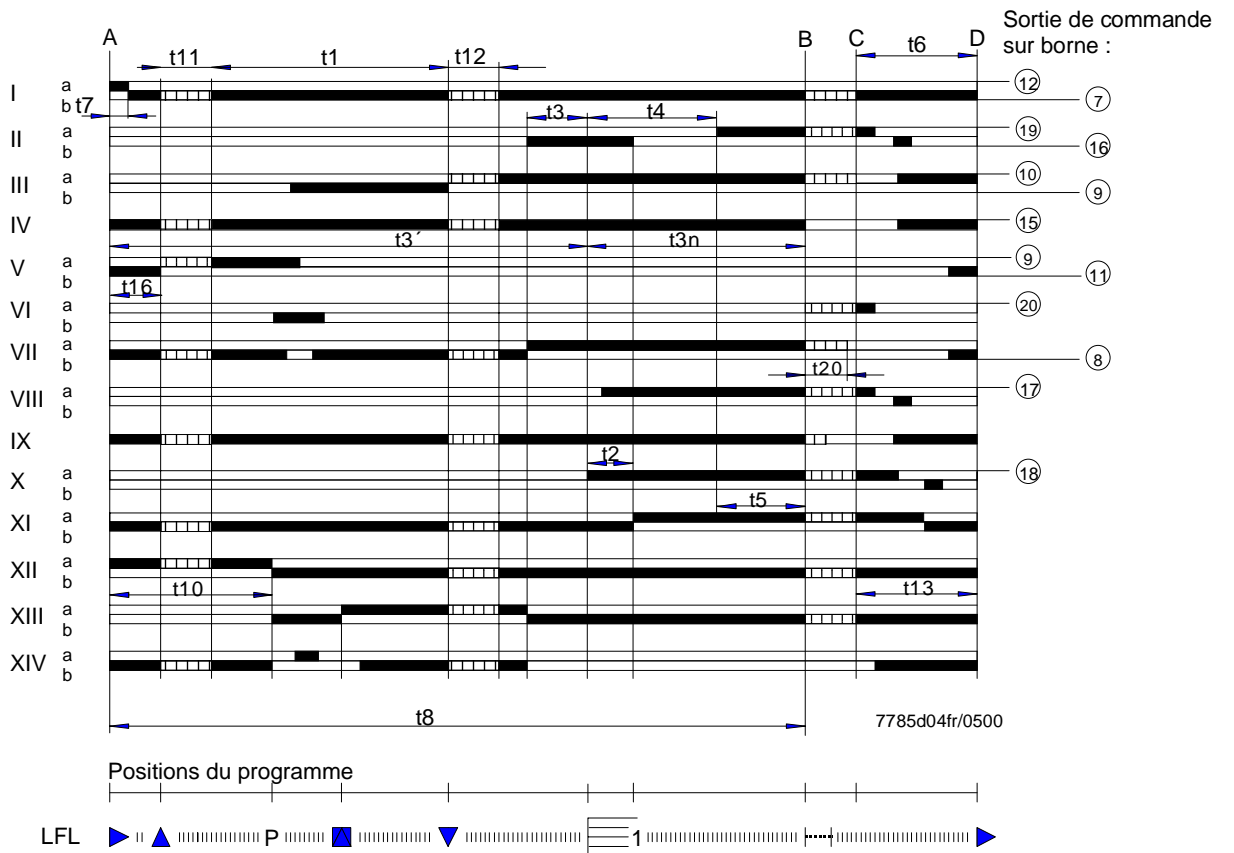 Sortie de commande
sur borne :
A t11 t1 t12 B C t6 D
I a b t7 12 7
II a b t3 t4 19 16
III a b 10 9
IV 15
t3´ t3n
V a b 9 11
t16
VI a b 20
VII a b 8
t20
VIII a b 17
IX
t2
X a b 18
t5
XI a b
XII a b
t10 t13
XIII a b
XIV a b
t8
7785d04fr/0500
Positions du programme
LFL P 1